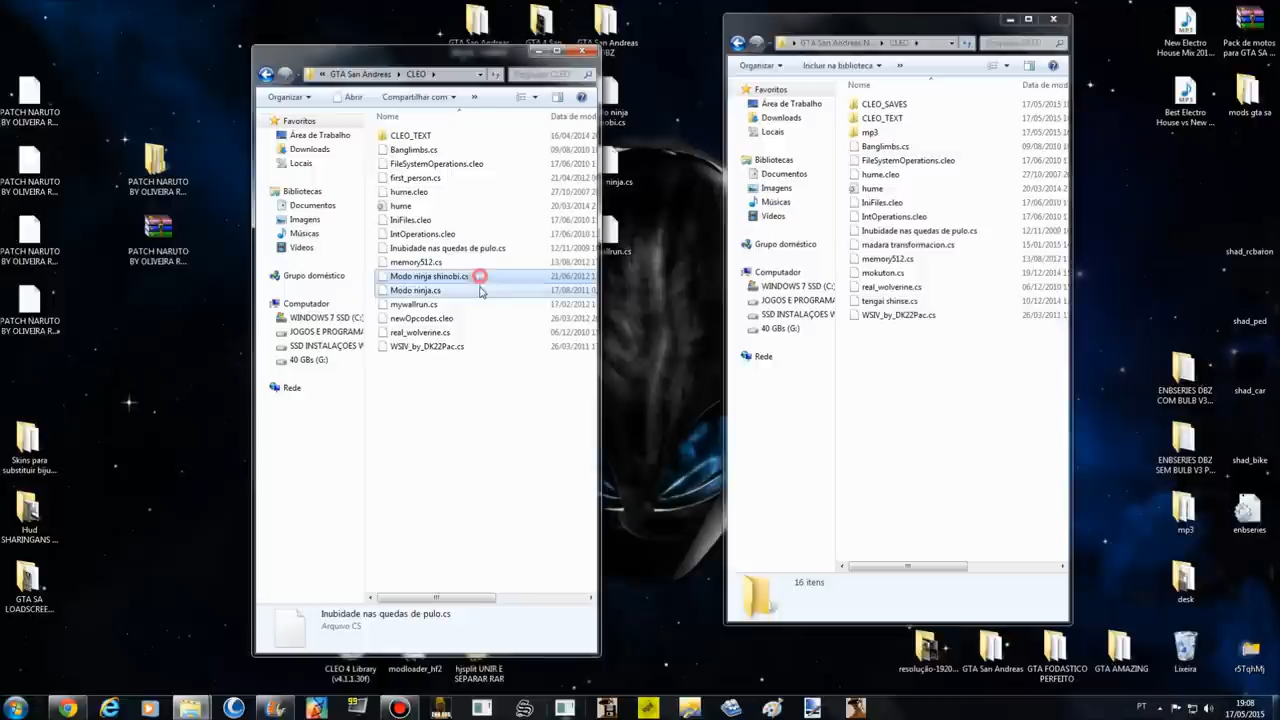 PATCH NARUTO
BY OLIVEIRA R...
PATCH NARUTO
BY OLIVEIRA R...
PATCH NARUTO
BY OLIVEIRA R...
PATCH NARUTO
BY OLIVEIRA R...
PATCH NARUTO
BY OLIVEIRA R...
PATCH NARUTO
BY OLIVEIRA R...
Skins para
substituir biju...
Hud
SHARINGANS ...
GTA SA
LOADSCREE...
GTA San Andreas
GTA San Andreas
« GTA San Andreas › CLEO ›
Organizar
Abrir
Compartilhar com
»
Nome
Data de mod
Favoritos
Área de Trabalho
Downloads
Locais
Bibliotecas
Documentos
Imagens
Músicas
Vídeos
Grupo doméstico
Computador
WINDOWS 7 SSD (C:)
JOGOS E PROGRAMA
SSD INSTALAÇOES W
40 GBs (G:)
Rede
CLEO_TEXT 16/04/2014
Banglimbs.cs 09/08/2010
FileSystemOperations.cleo 17/06/2010
first_person.cs 21/04/2012
hume.cleo 27/10/2007
hume 20/03/2014
IniFiles.cleo 17/06/2010
IntOperations.cleo 17/06/2010
Inubidade nas quedas de pulo.cs 12/11/2009
memory512.cs 13/08/2012
Modo ninja shinobi.cs 21/06/2012
Modo ninja.cs 17/08/2011
mywallrun.cs 17/02/2012
newOpcodes.cleo 26/03/2012
real_wolverine.cs 06/12/2010
WSIV_by_DK22Pac.cs 26/03/2011
Inubidade nas quedas de pulo.cs
Arquivo CS
GTA San Andreas N... › CLEO ›
Organizar
Incluir na biblioteca
»
Nome
Data de mod
Favoritos
Área de Trabalho
Downloads
Locais
Bibliotecas
Documentos
Imagens
Músicas
Vídeos
Grupo doméstico
Computador
WINDOWS 7 SSD (C:)
JOGOS E PROGRAMA
SSD INSTALAÇOES W
40 GBs (G:)
Rede
CLEO_SAVES 17/05/2015
CLEO_TEXT 17/05/2015
mp3 17/05/2015
Banglimbs.cs 09/08/2010
FileSystemOperations.cleo 17/06/2010
hume.cleo 27/10/2007
hume 20/03/2014
IniFiles.cleo 17/06/2010
IntOperations.cleo 17/06/2010
Inubidade nas quedas de pulo.cs 12/11/2009
madara transformacion.cs 15/01/2015
memory512.cs 13/08/2012
mokuton.cs 19/12/2014
real_wolverine.cs 06/12/2010
tengai shinse.cs 10/12/2014
WSIV_by_DK22Pac.cs 26/03/2011
16 itens
New Electro
House Mix 201...
Pack de motos
para GTA SA ...
Best Electro
House vs New ...
mods gta sa
shad_rcbaion
shad_ped
ENBSERIES DBZ
COM BULB V3...
shad_car
ENBSERIES DBZ
SEM BULB V3 P...
shad_bike
mp3
enbseries
desk
CLEO 4 Library
(v4.1.1.30f)
modloader_hf2
hjsplit UNIR E
SEPARAR RAR
resolução-1920...
GTA San Andreas
GTA FODASTICO
PERFEITO
GTA AMAZING
Lixeira
r5TqhMj
99
PT
19:08
17/05/2015